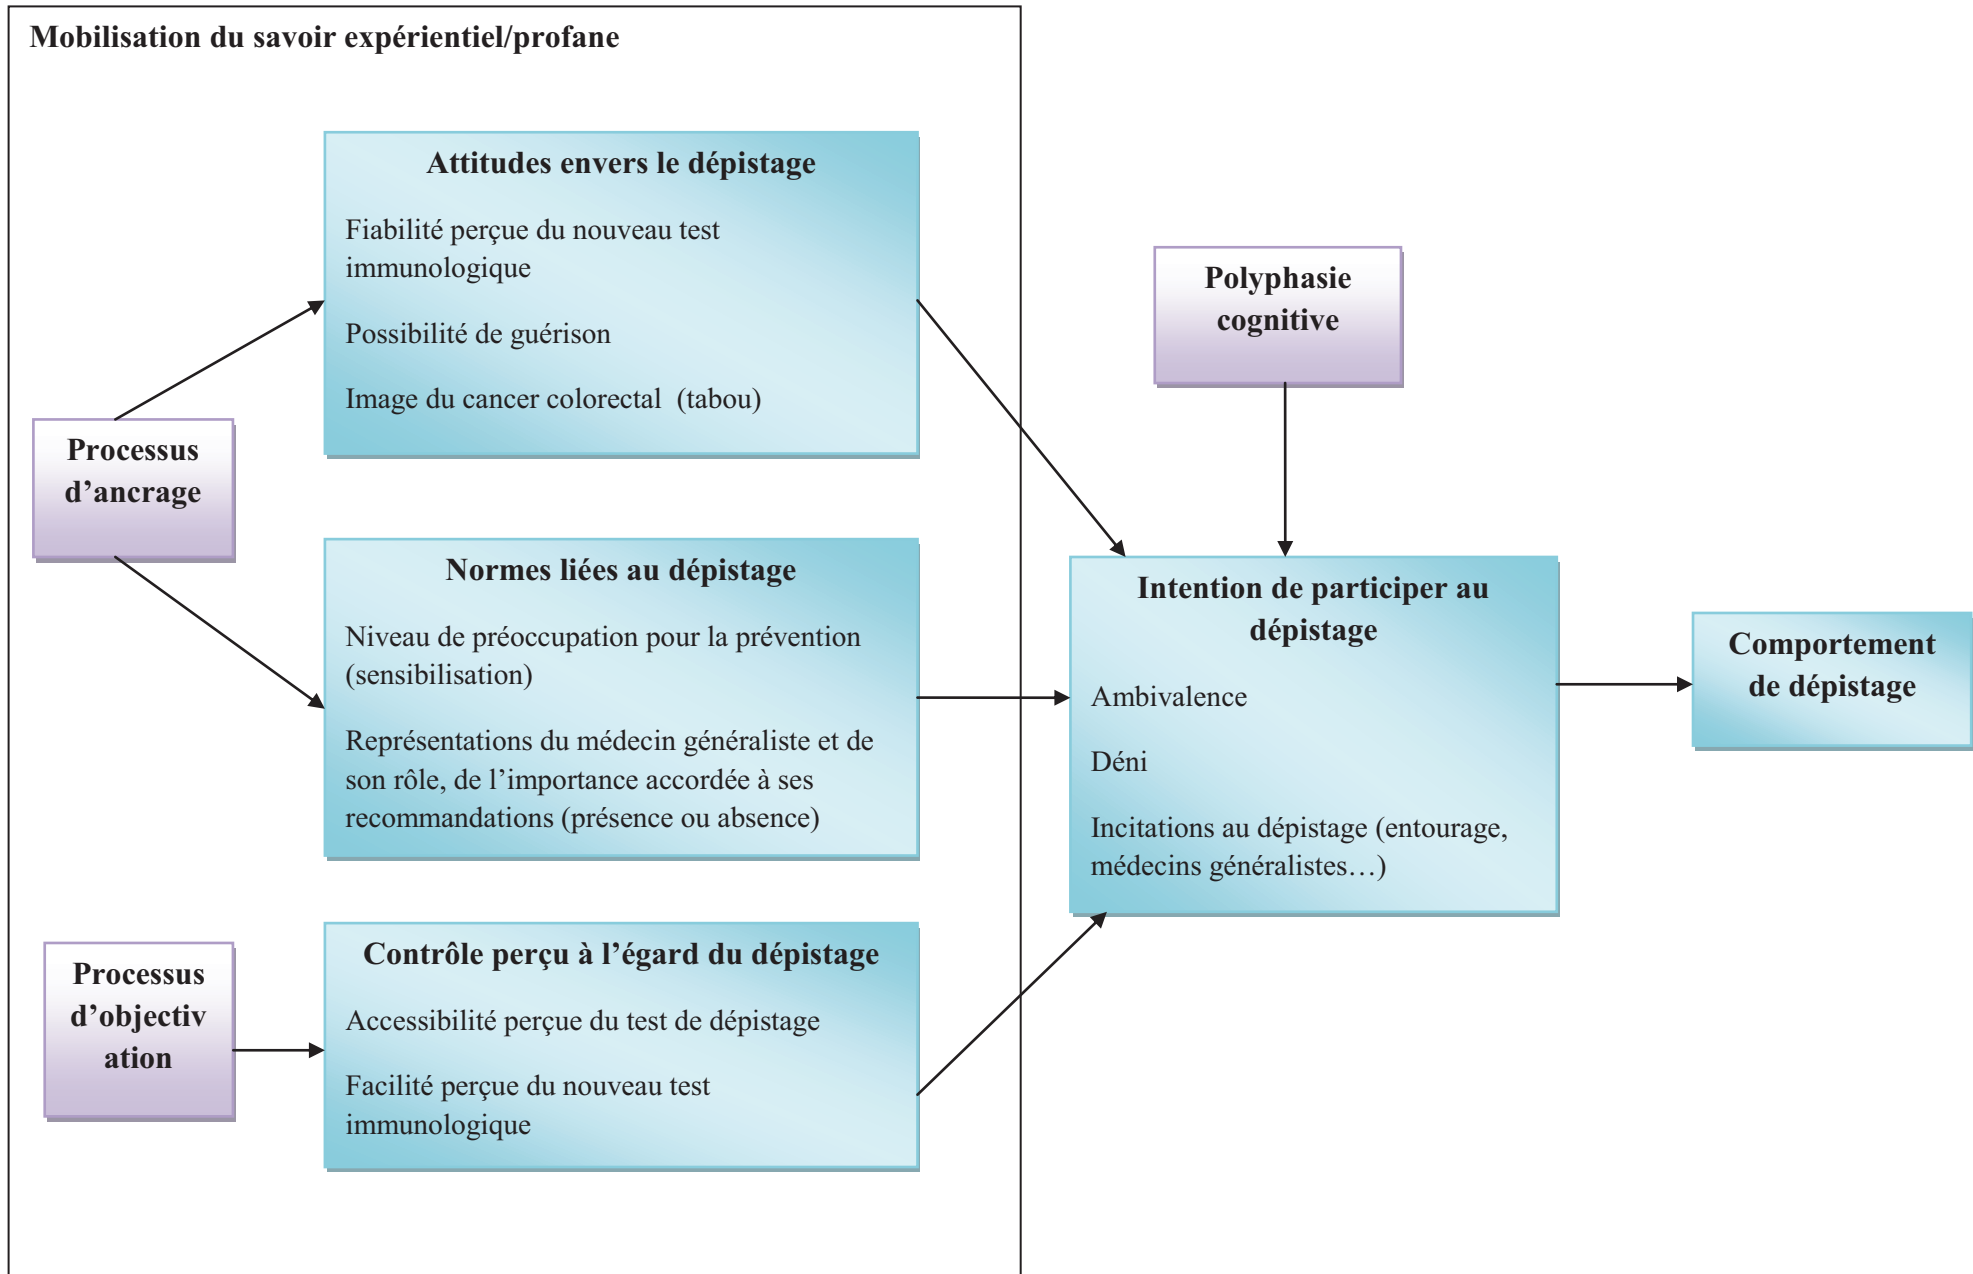 Mobilisation du savoir expérientiel/profane
Attitudes envers le dépistage
Fiabilité perçue du nouveau test
immunologique
Possibilité de guérison
Image du cancer colorectal  (tabou)
Processus
d’ancrage
Normes liées au dépistage
Niveau de préoccupation pour la prévention
(sensibilisation)
Représentations du médecin généraliste et de
son rôle, de l’importance accordée à ses
recommandations (présence ou absence)
Processus
d’objectiv
ation
Contrôle perçu à l’égard du dépistage
Accessibilité perçue du test de dépistage
Facilité perçue du nouveau test
immunologique
Polyphasie
cognitive
Intention de participer au
dépistage
Ambivalence
Déni
Incitations au dépistage (entourage,
médecins généralistes…)
Comportement
de dépistage